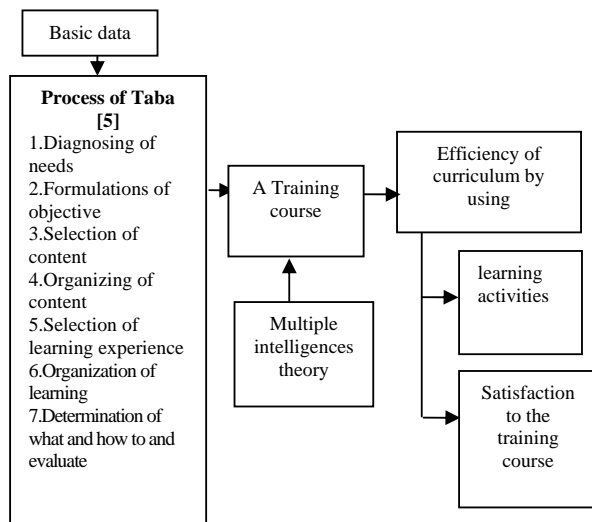 Basic data
Process of Taba
[5]
1.Diagnosing of
needs
2.Formulations of
objective
3.Selection of
content
4.Organizing of
content
5.Selection of
learning experience
6.Organization of
learning
7.Determination of
what and how to and
evaluate
A Training
course
Multiple
intelligences
theory
Efficiency of
curriculum by
using
learning
activities
Satisfaction
to the
training
course